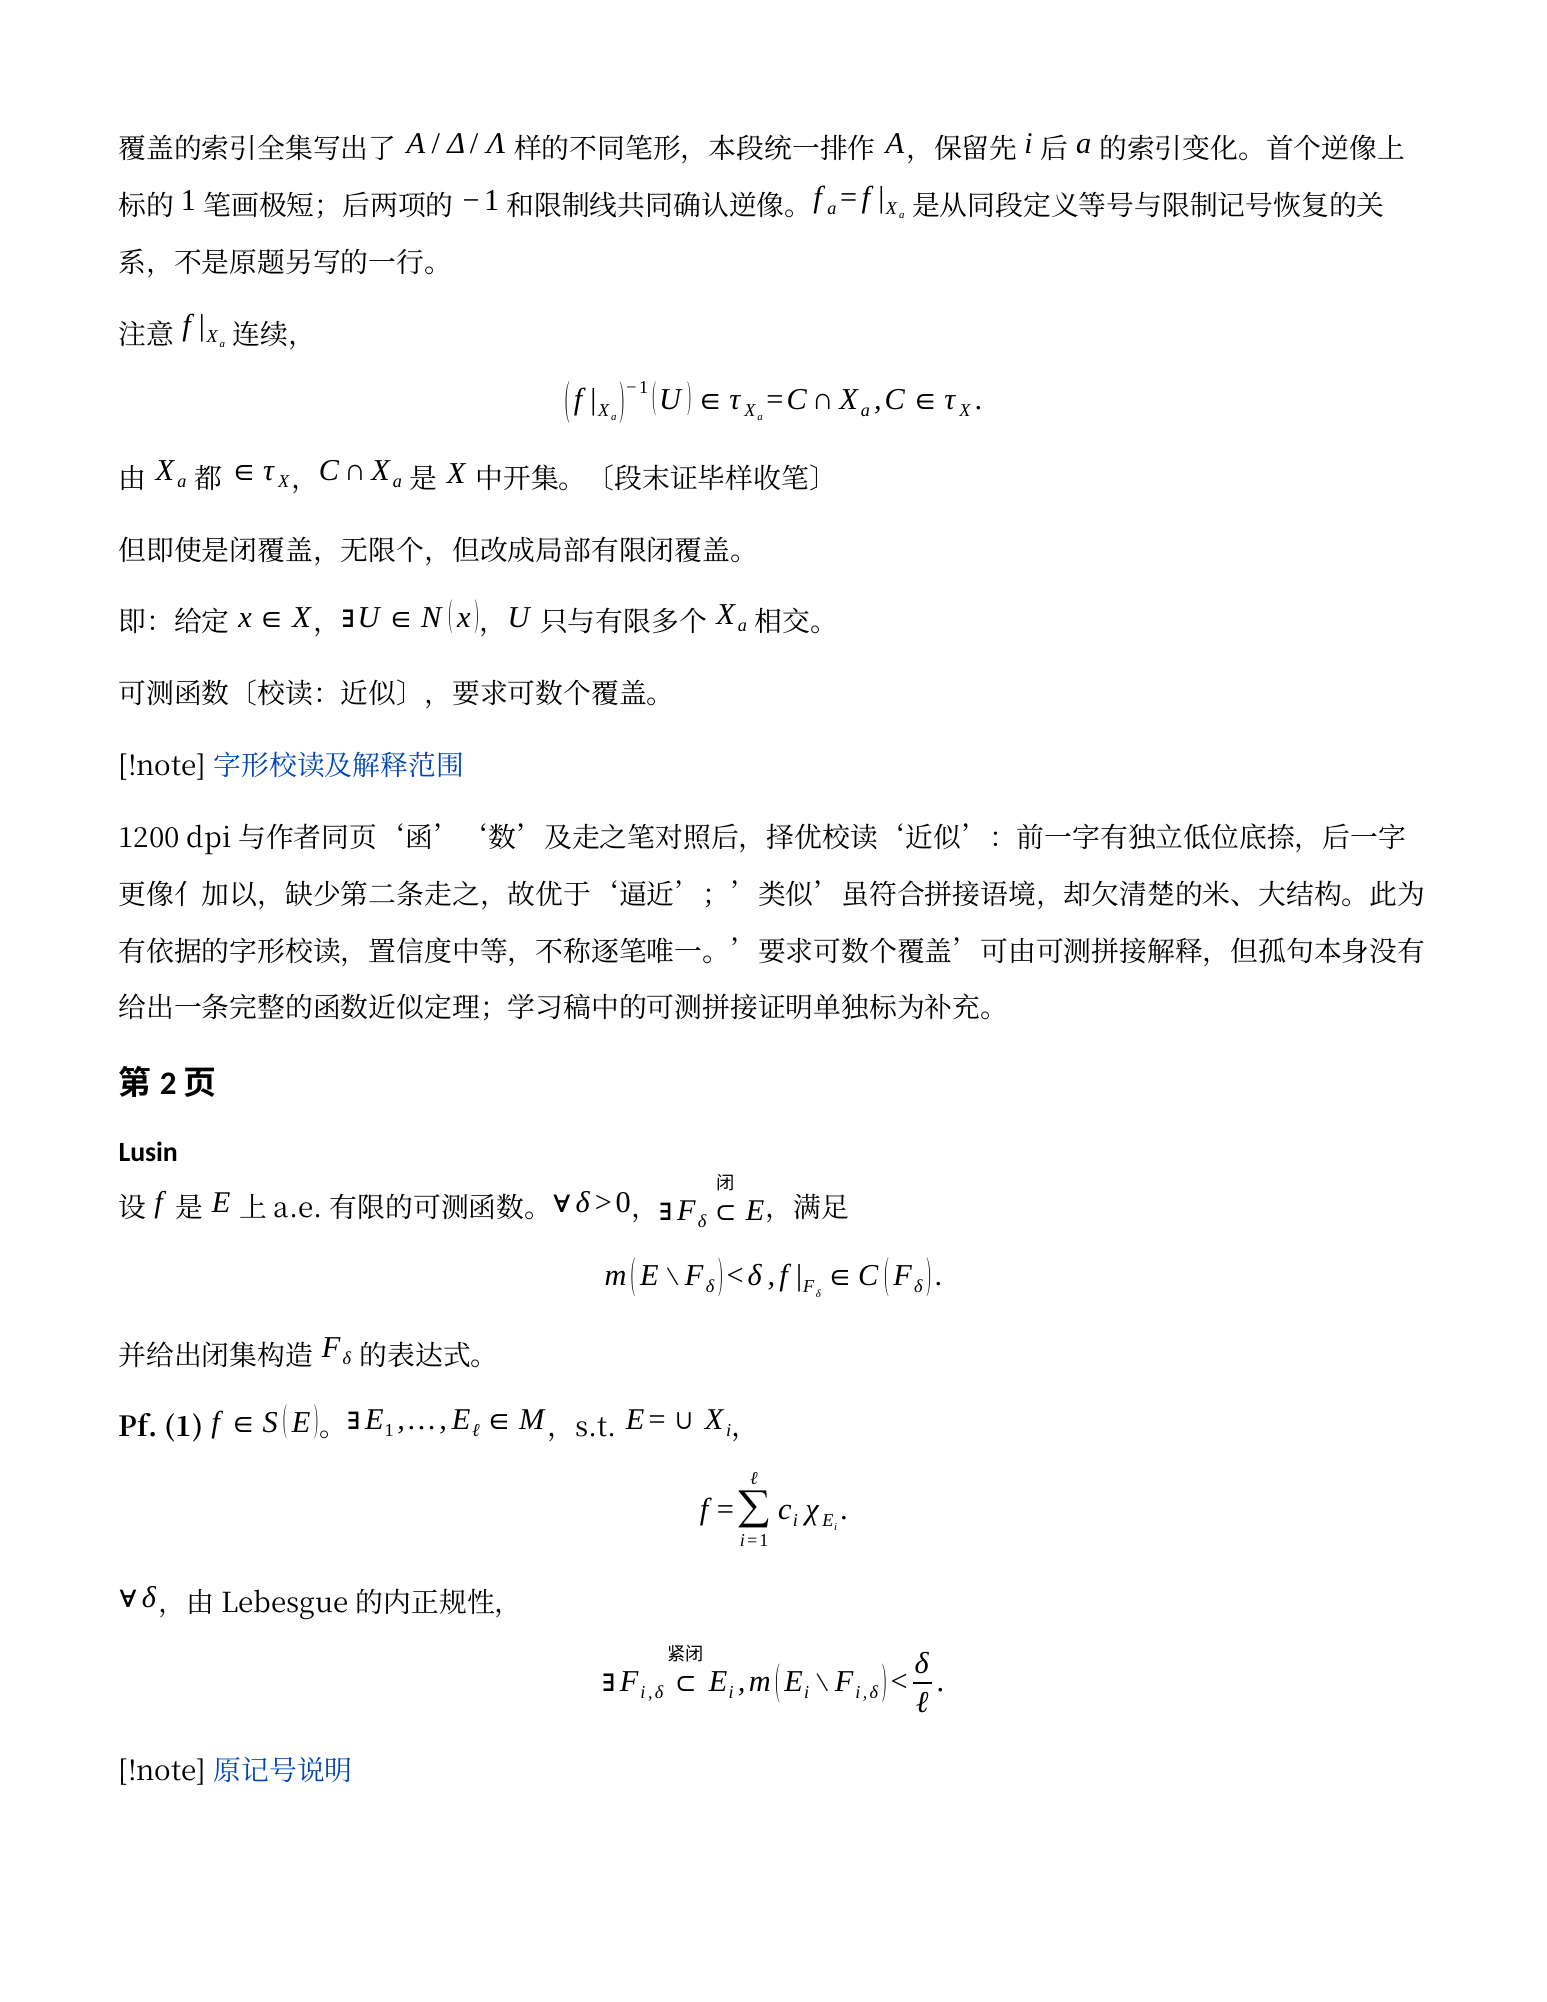 覆盖的索引全集写出了 A/Δ/Λ 样的不同笔形，本段统一排作 A，保留先 i 后 a 的索引变化。首个逆像上
标的 1 笔画极短；后两项的 −1 和限制线共同确认逆像。f_a=f|_{X_a} 是从同段定义等号与限制记号恢复的关
系，不是原题另写的一行。
注意 f|_{X_a} 连续，
(f|_{X_a})^{−1}(U)∈τ_{X_a}=C∩X_a,C∈τ_X.
由 X_a 都 ∈τ_X，C∩X_a 是 X 中开集。〔段末证毕样收笔〕
但即使是闭覆盖，无限个，但改成局部有限闭覆盖。
即：给定 x∈X，∃U∈N(x)，U 只与有限多个 X_a 相交。
可测函数〔校读：近似〕，要求可数个覆盖。
[!note] 字形校读及解释范围
1200 dpi 与作者同页‘函’‘数’及走之笔对照后，择优校读‘近似’：前一字有独立低位底捺，后一字
更像亻加以，缺少第二条走之，故优于‘逼近’；’类似’虽符合拼接语境，却欠清楚的米、大结构。此为
有依据的字形校读，置信度中等，不称逐笔唯一。’要求可数个覆盖’可由可测拼接解释，但孤句本身没有
给出一条完整的函数近似定理；学习稿中的可测拼接证明单独标为补充。
第 2 页
Lusin
设 f 是 E 上 a.e. 有限的可测函数。∀δ>0，∃F_δ \overset{闭}{⊂} E，满足
m(E∖F_δ)<δ,f|_{F_δ}∈C(F_δ).
并给出闭集构造 F_δ 的表达式。
Pf. (1) f∈S(E)。∃E_1,…,E_ℓ∈M，s.t. E=∪X_i，
f=∑_{i=1}^{ℓ} c_i χ_{E_i}.
∀δ，由 Lebesgue 的内正规性，
∃F_{i,δ} \overset{紧闭}{⊂} E_i,m(E_i∖F_{i,δ})<\frac{δ}{ℓ}.
[!note] 原记号说明